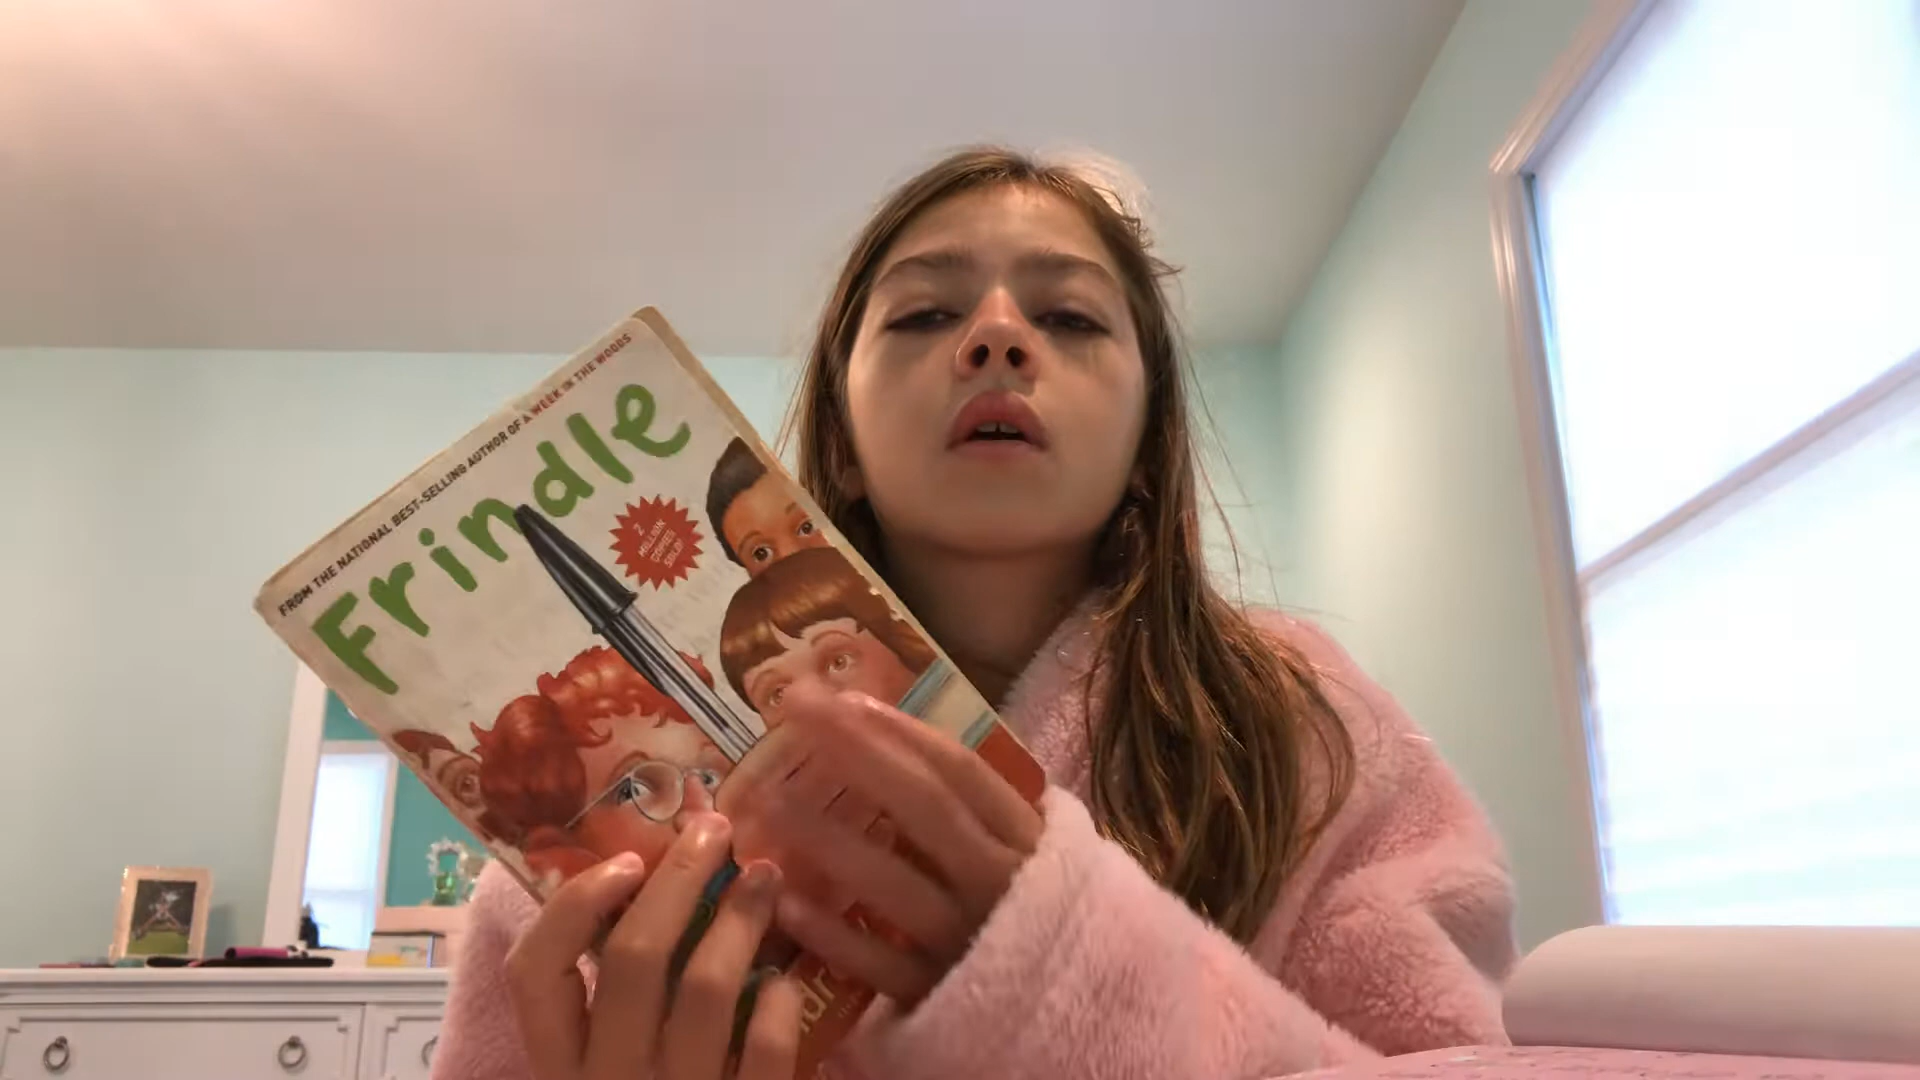 FROM THE NATIONAL BEST-SELLING AUTHOR OF A WEEK IN THE WOODS
Frindle
2
MILLION
COPIES
SOLD!